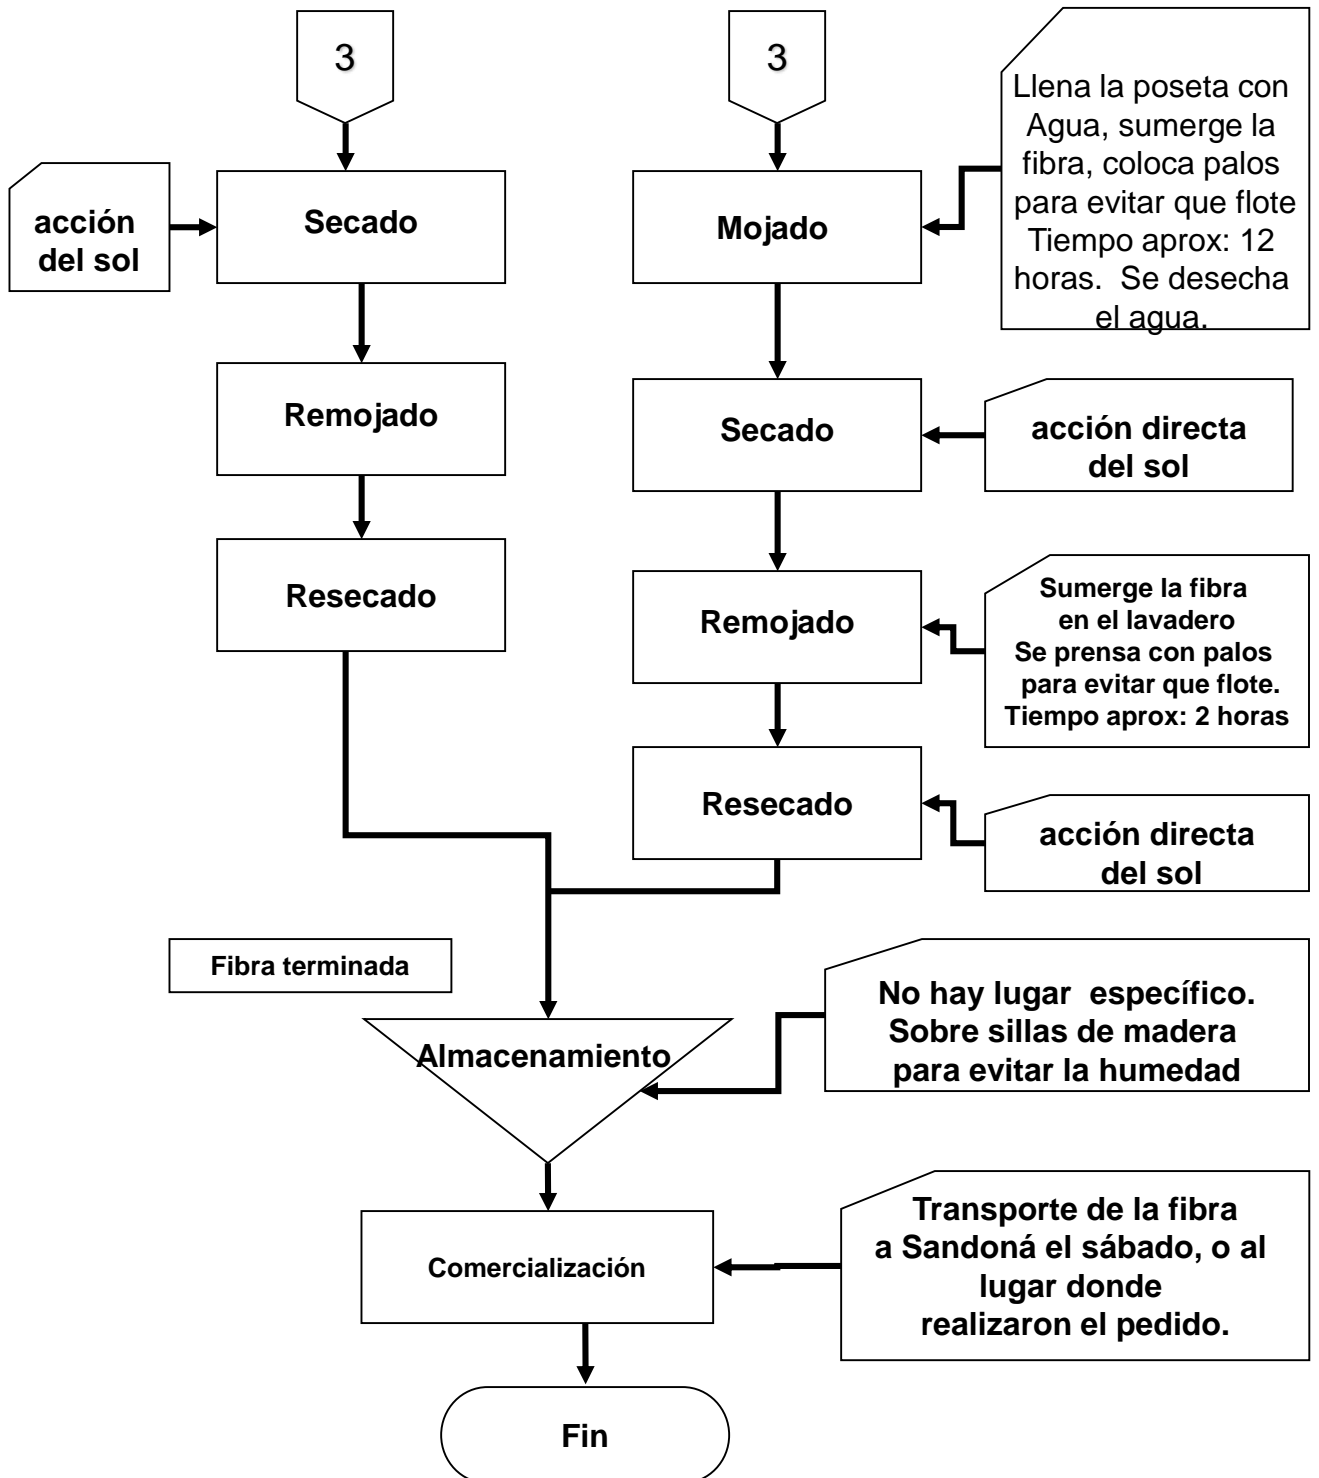 3
3
Llena la poseta con
Agua, sumerge la
fibra, coloca palos
para evitar que flote
Tiempo aprox: 12
horas.  Se desecha
el agua.
acción
del sol
Secado
Mojado
Remojado
Secado
acción directa
del sol
Resecado
Remojado
Sumerge la fibra
en el lavadero
Se prensa con palos
para evitar que flote.
Tiempo aprox: 2 horas
Resecado
acción directa
del sol
Fibra terminada
No hay lugar  específico.
Sobre sillas de madera
para evitar la humedad
Almacenamiento
Transporte de la fibra
a Sandoná el sábado, o al
lugar donde
realizaron el pedido.
Comercialización
Fin